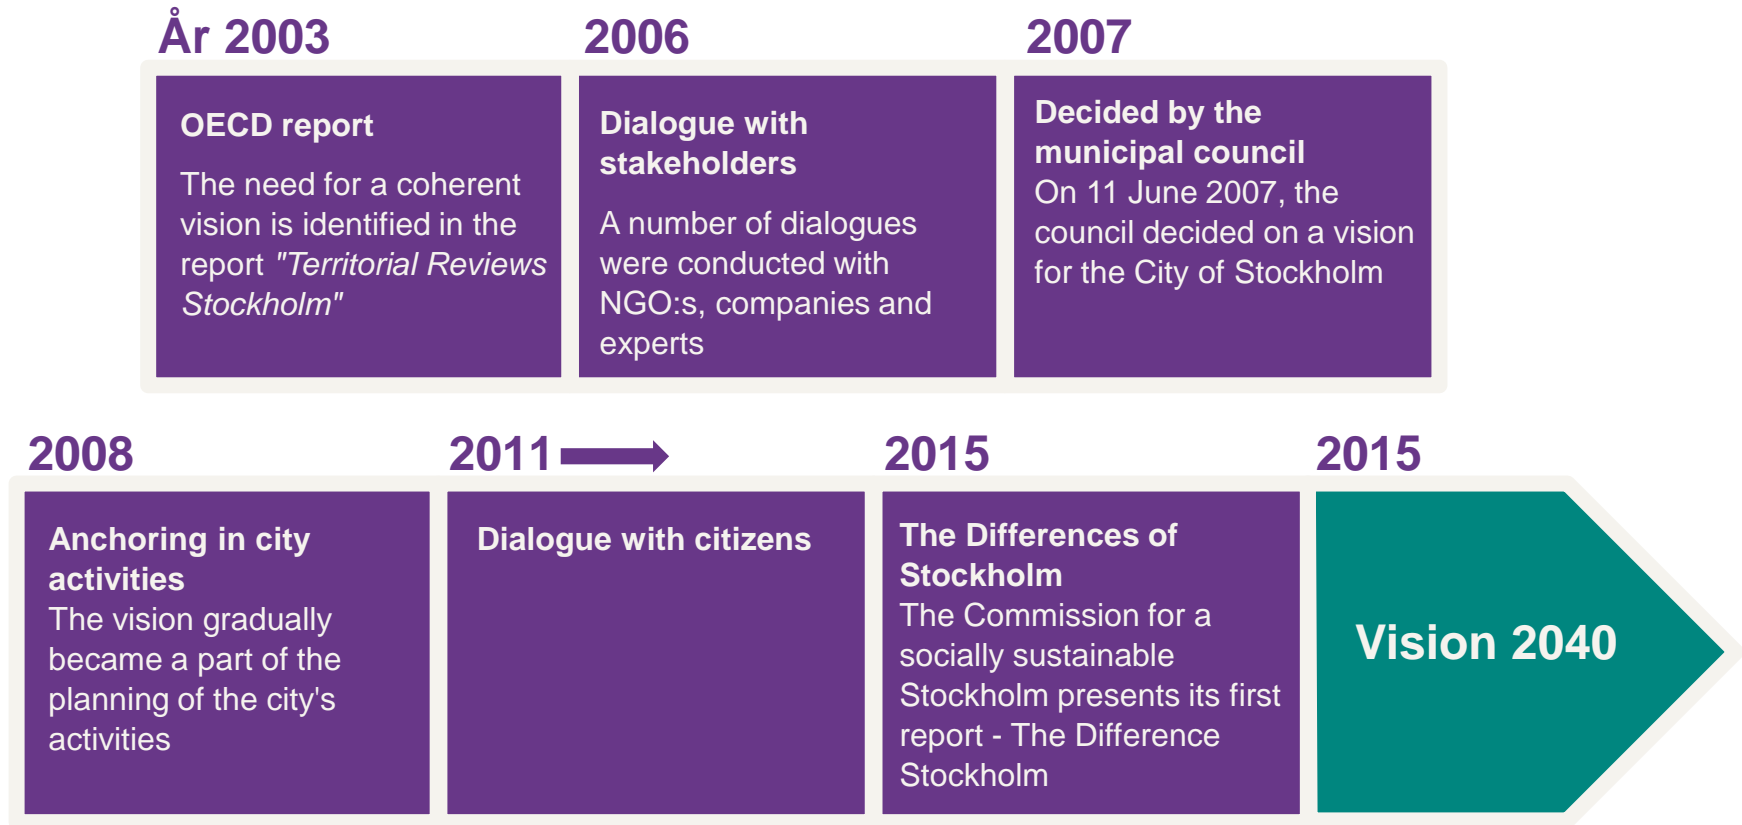 År 2003
OECD report
The need for a coherent
vision is identified in the
report "Territorial Reviews
Stockholm"
2006
Dialogue with
stakeholders
A number of dialogues
were conducted with
NGO:s, companies and
experts
2007
Decided by the
municipal council
On 11 June 2007, the
council decided on a vision
for the City of Stockholm
2008
Anchoring in city
activities
The vision gradually
became a part of the
planning of the city's
activities
2011
Dialogue with citizens
2015
The Differences of
Stockholm
The Commission for a
socially sustainable
Stockholm presents its first
report - The Difference
Stockholm
2015
Vision 2040